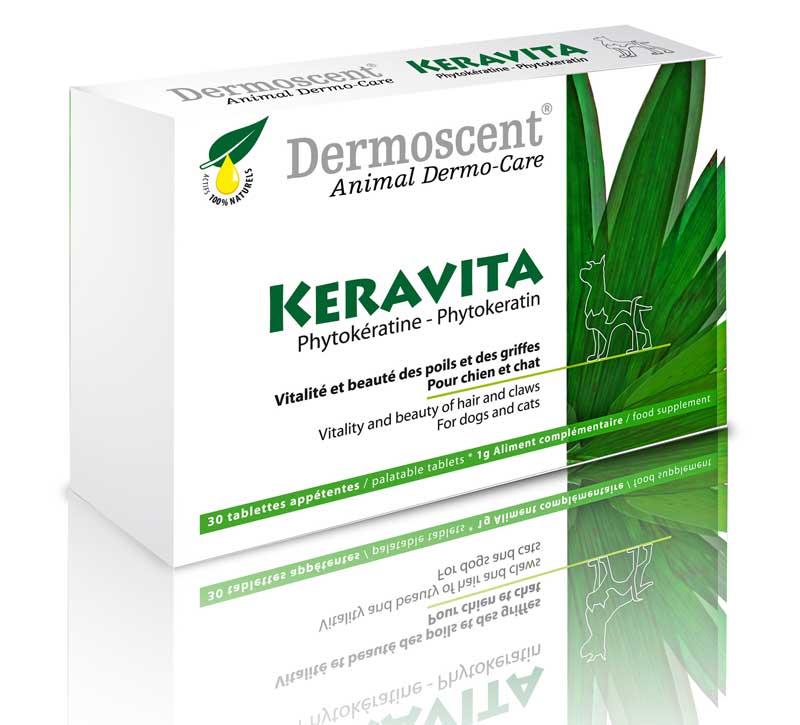 Dermoscent®
Animal Dermo-Care
KERAVITA
Phytokératine - Phytokeratin
ACTIFS
100% NATURELS
Dermoscent®
Animal Dermo-Care
KERAVITA
Phytokératine - Phytokeratin
Vitalité et beauté des poils et des griffes
Pour chien et chat
Vitality and beauty of hair and claws
For dogs and cats
30 tablettes appétentes / palatable tablets * 1g Aliment complémentaire / food supplement